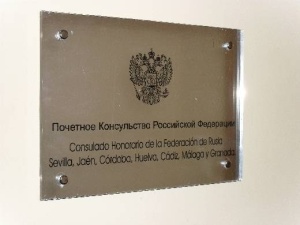 Почетное Консульство Российской Федерации
Consulado Honorario de la Federación de Rusia
Sevilla, Jaén, Córdoba, Huelva, Cádiz, Málaga y Granada